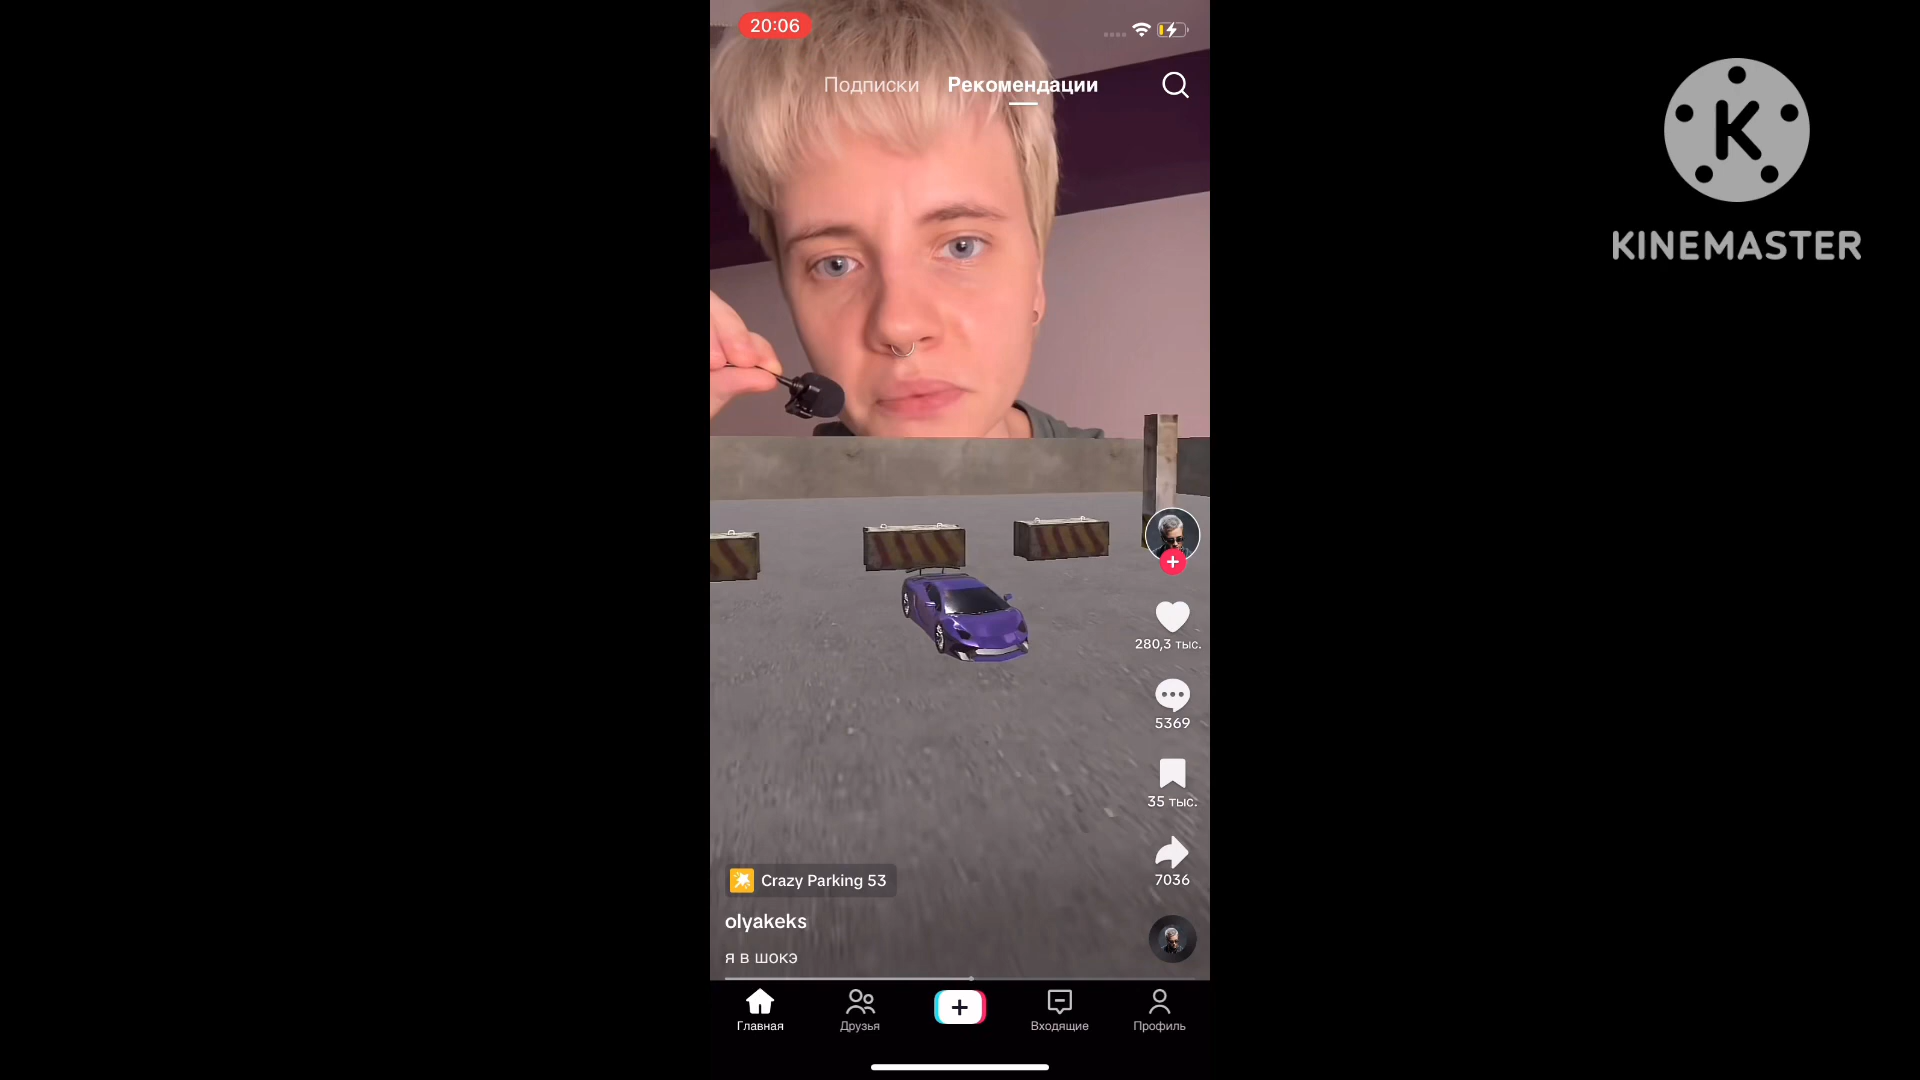 20:06
Подписки Рекомендации
K
KINEMASTER
280,3 тыс.
5369
35 тыс.
7036
Crazy Parking 53
olyakeks
я в шокэ
Главная Друзья Входящие Профиль